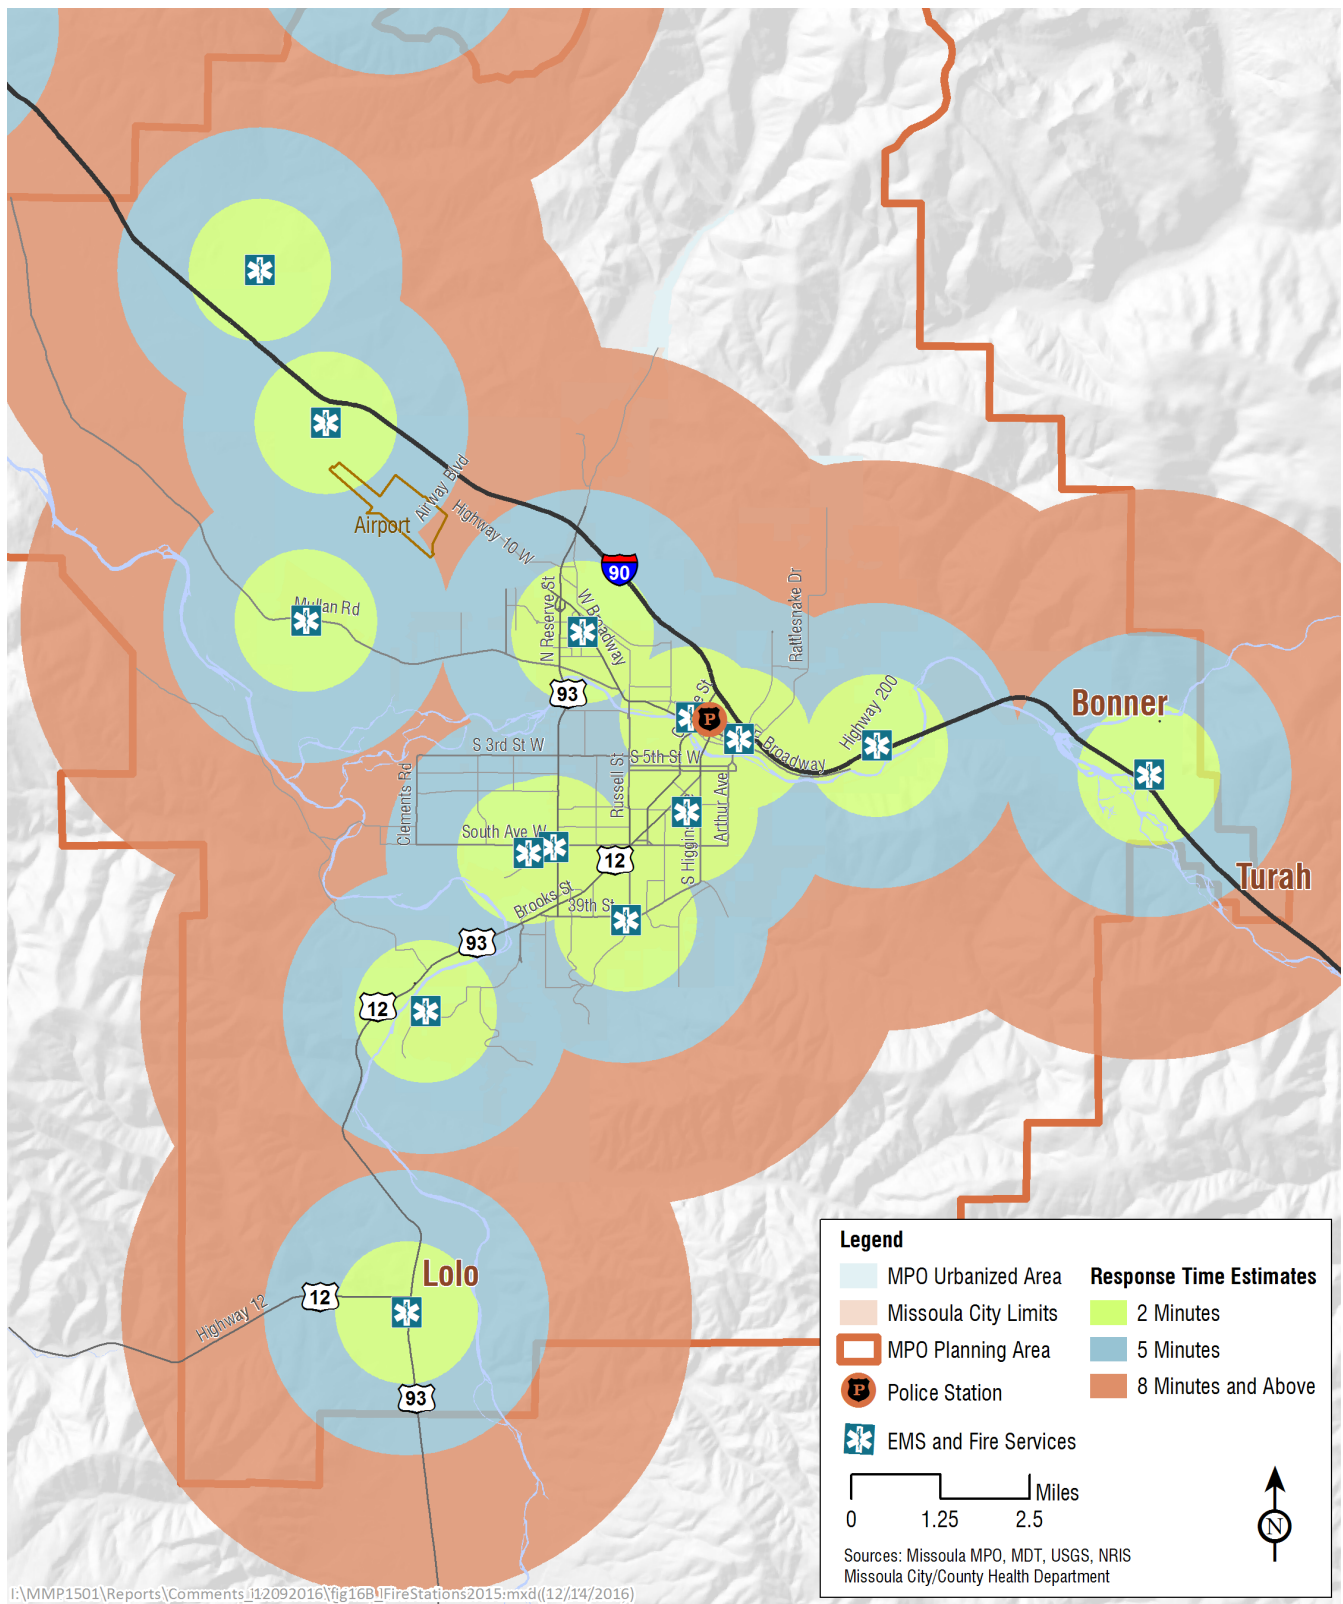 Airway Blvd
Airport
Highway 10 W
90
Mullan Rd
N Reserve St
W Broadway
Rattlesnake Dr
93
Highway 200
Bonner
P
E Broadway
S 3rd St W
S 5th St W
Russell St
Clements Rd
Arthur Ave
South Ave W
12
S Higgins
Turah
Brooks St
39th St
93
12
Lolo
12
Highway 12
93
Legend
MPO Urbanized Area
Missoula City Limits
MPO Planning Area
P
Police Station
EMS and Fire Services
Response Time Estimates
2 Minutes
5 Minutes
8 Minutes and Above
Miles
0 1.25 2.5
N
Sources: Missoula MPO, MDT, USGS, NRIS
Missoula City/County Health Department
I:\MMP1501\Reports\Comments_12092016\fig16B_FireStations2015.mxd((12/14/2016)